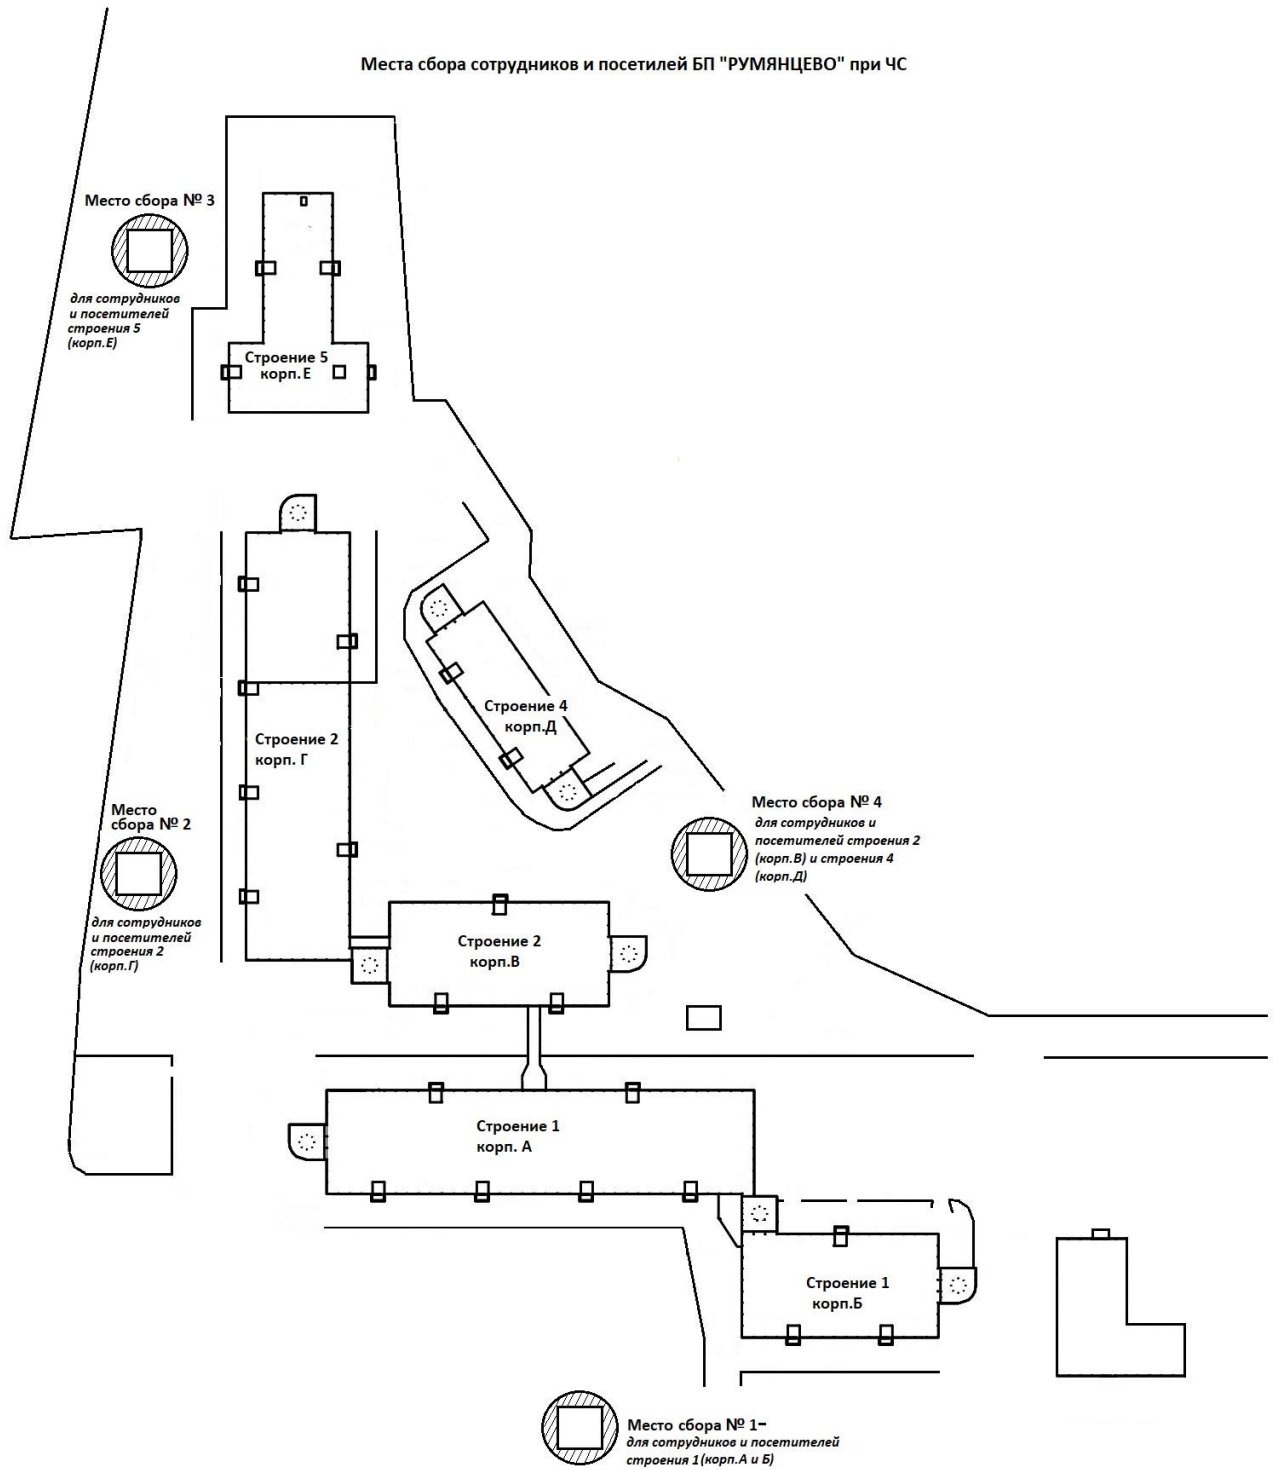 Места сбора сотрудников и посетилей БП "РУМЯНЦЕВО" при ЧС
Место сбора № 3
для сотрудников
и посетителей
строения 5
(корп.Е)
Строение 5
корп.Е
Строение 4
корп.Д
Строение 2
корп. Г
Место
сбора № 2
для сотрудников
и посетителей
строения 2
(корп.Г)
Место сбора № 4
для сотрудников и
посетителей строения 2
(корп.В) и строения 4
(корп.Д)
Строение 2
корп.В
Строение 1
корп. А
Строение 1
корп.Б
Место сбора № 1-
для сотрудников и посетителей
строения 1(корп.А и Б)